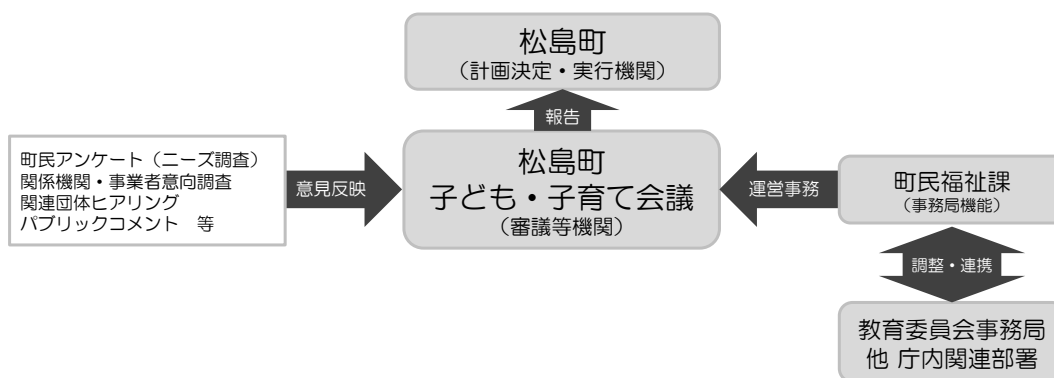 松島町
（計画決定・実行機関）
報告
町民アンケート（ニーズ調査）
関係機関・事業者意向調査
関連団体ヒアリング
パブリックコメント　等
意見反映
松島町
子ども・子育て会議
（審議等機関）
運営事務
町民福祉課
（事務局機能）
調整・連携
教育委員会事務局
他 庁内関連部署